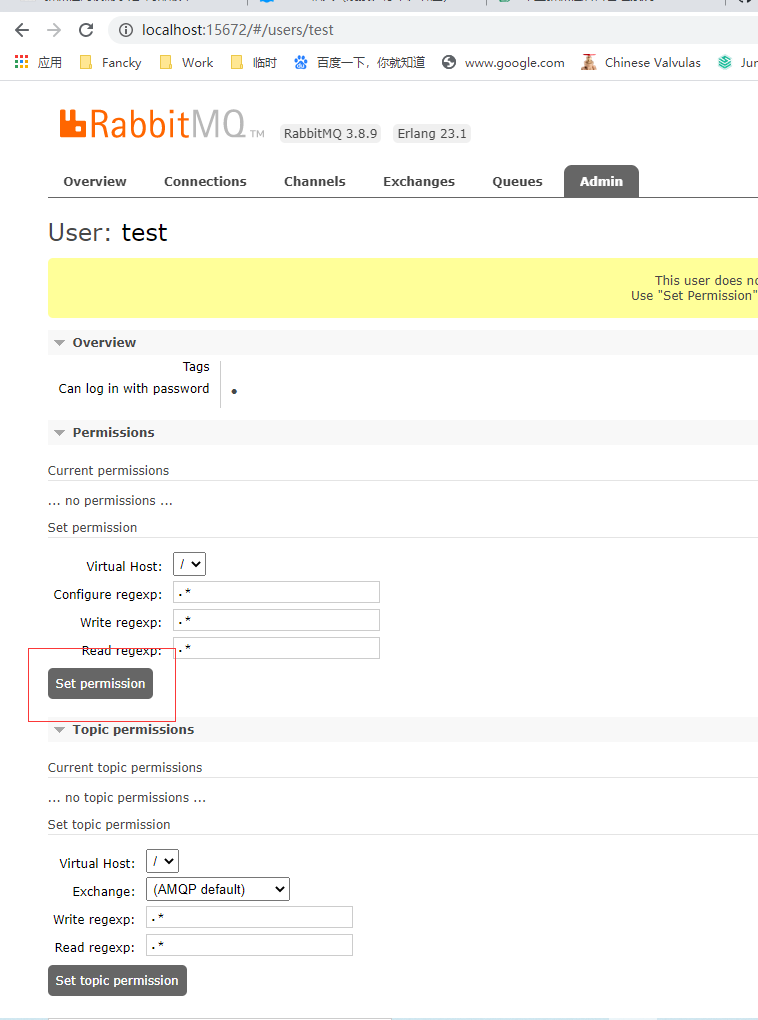 localhost:15672/#/users/test
应用 Fancky Work 临时 百度一下，你就知道 www.google.com Chinese Valvulas Jun
RabbitMQ TM RabbitMQ 3.8.9 Erlang 23.1
Overview Connections Channels Exchanges Queues Admin
User: test
This user does no
Use "Set Permission"
Overview
Tags
Can log in with password •
Permissions
Current permissions
... no permissions ...
Set permission
Virtual Host: /
Configure regexp: .*
Write regexp: .*
Read regexp: .*
Set permission
Topic permissions
Current topic permissions
... no topic permissions ...
Set topic permission
Virtual Host: /
Exchange: (AMQP default)
Write regexp: .*
Read regexp: .*
Set topic permission